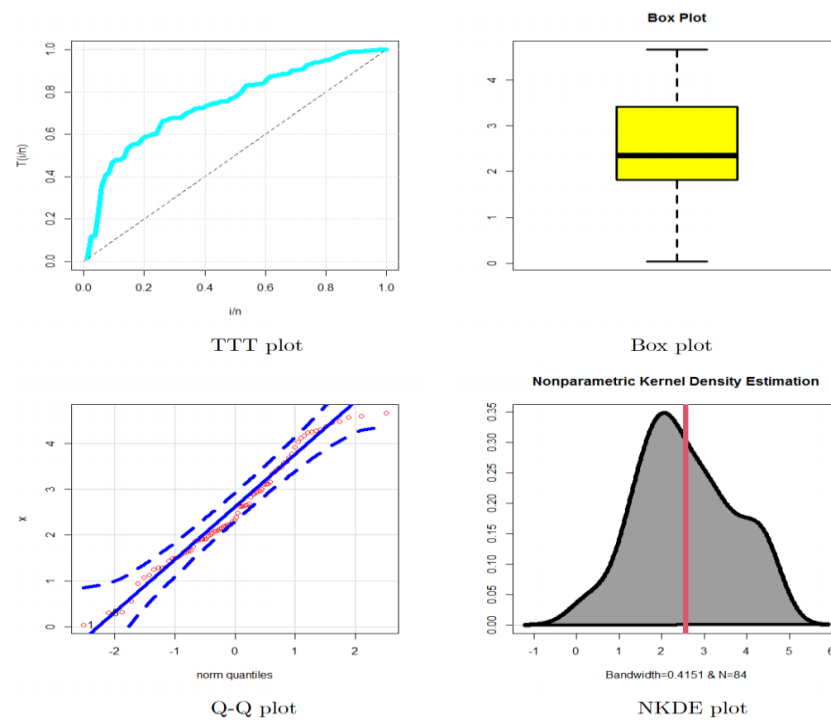 Box Plot
T(i/n)
0.0 0.2 0.4 0.6 0.8 1.0
0.0 0.2 0.4 0.6 0.8 1.0
i/n
0 1 2 3 4
TTT plot
Box plot
x
0 1 2 3 4
1
-2 -1 0 1 2
norm quantiles
Q-Q plot
Nonparametric Kernel Density Estimation
0.00 0.05 0.10 0.15 0.20 0.25 0.30 0.35
-1 0 1 2 3 4 5 6
Bandwidth=0.4151 & N=84
NKDE plot